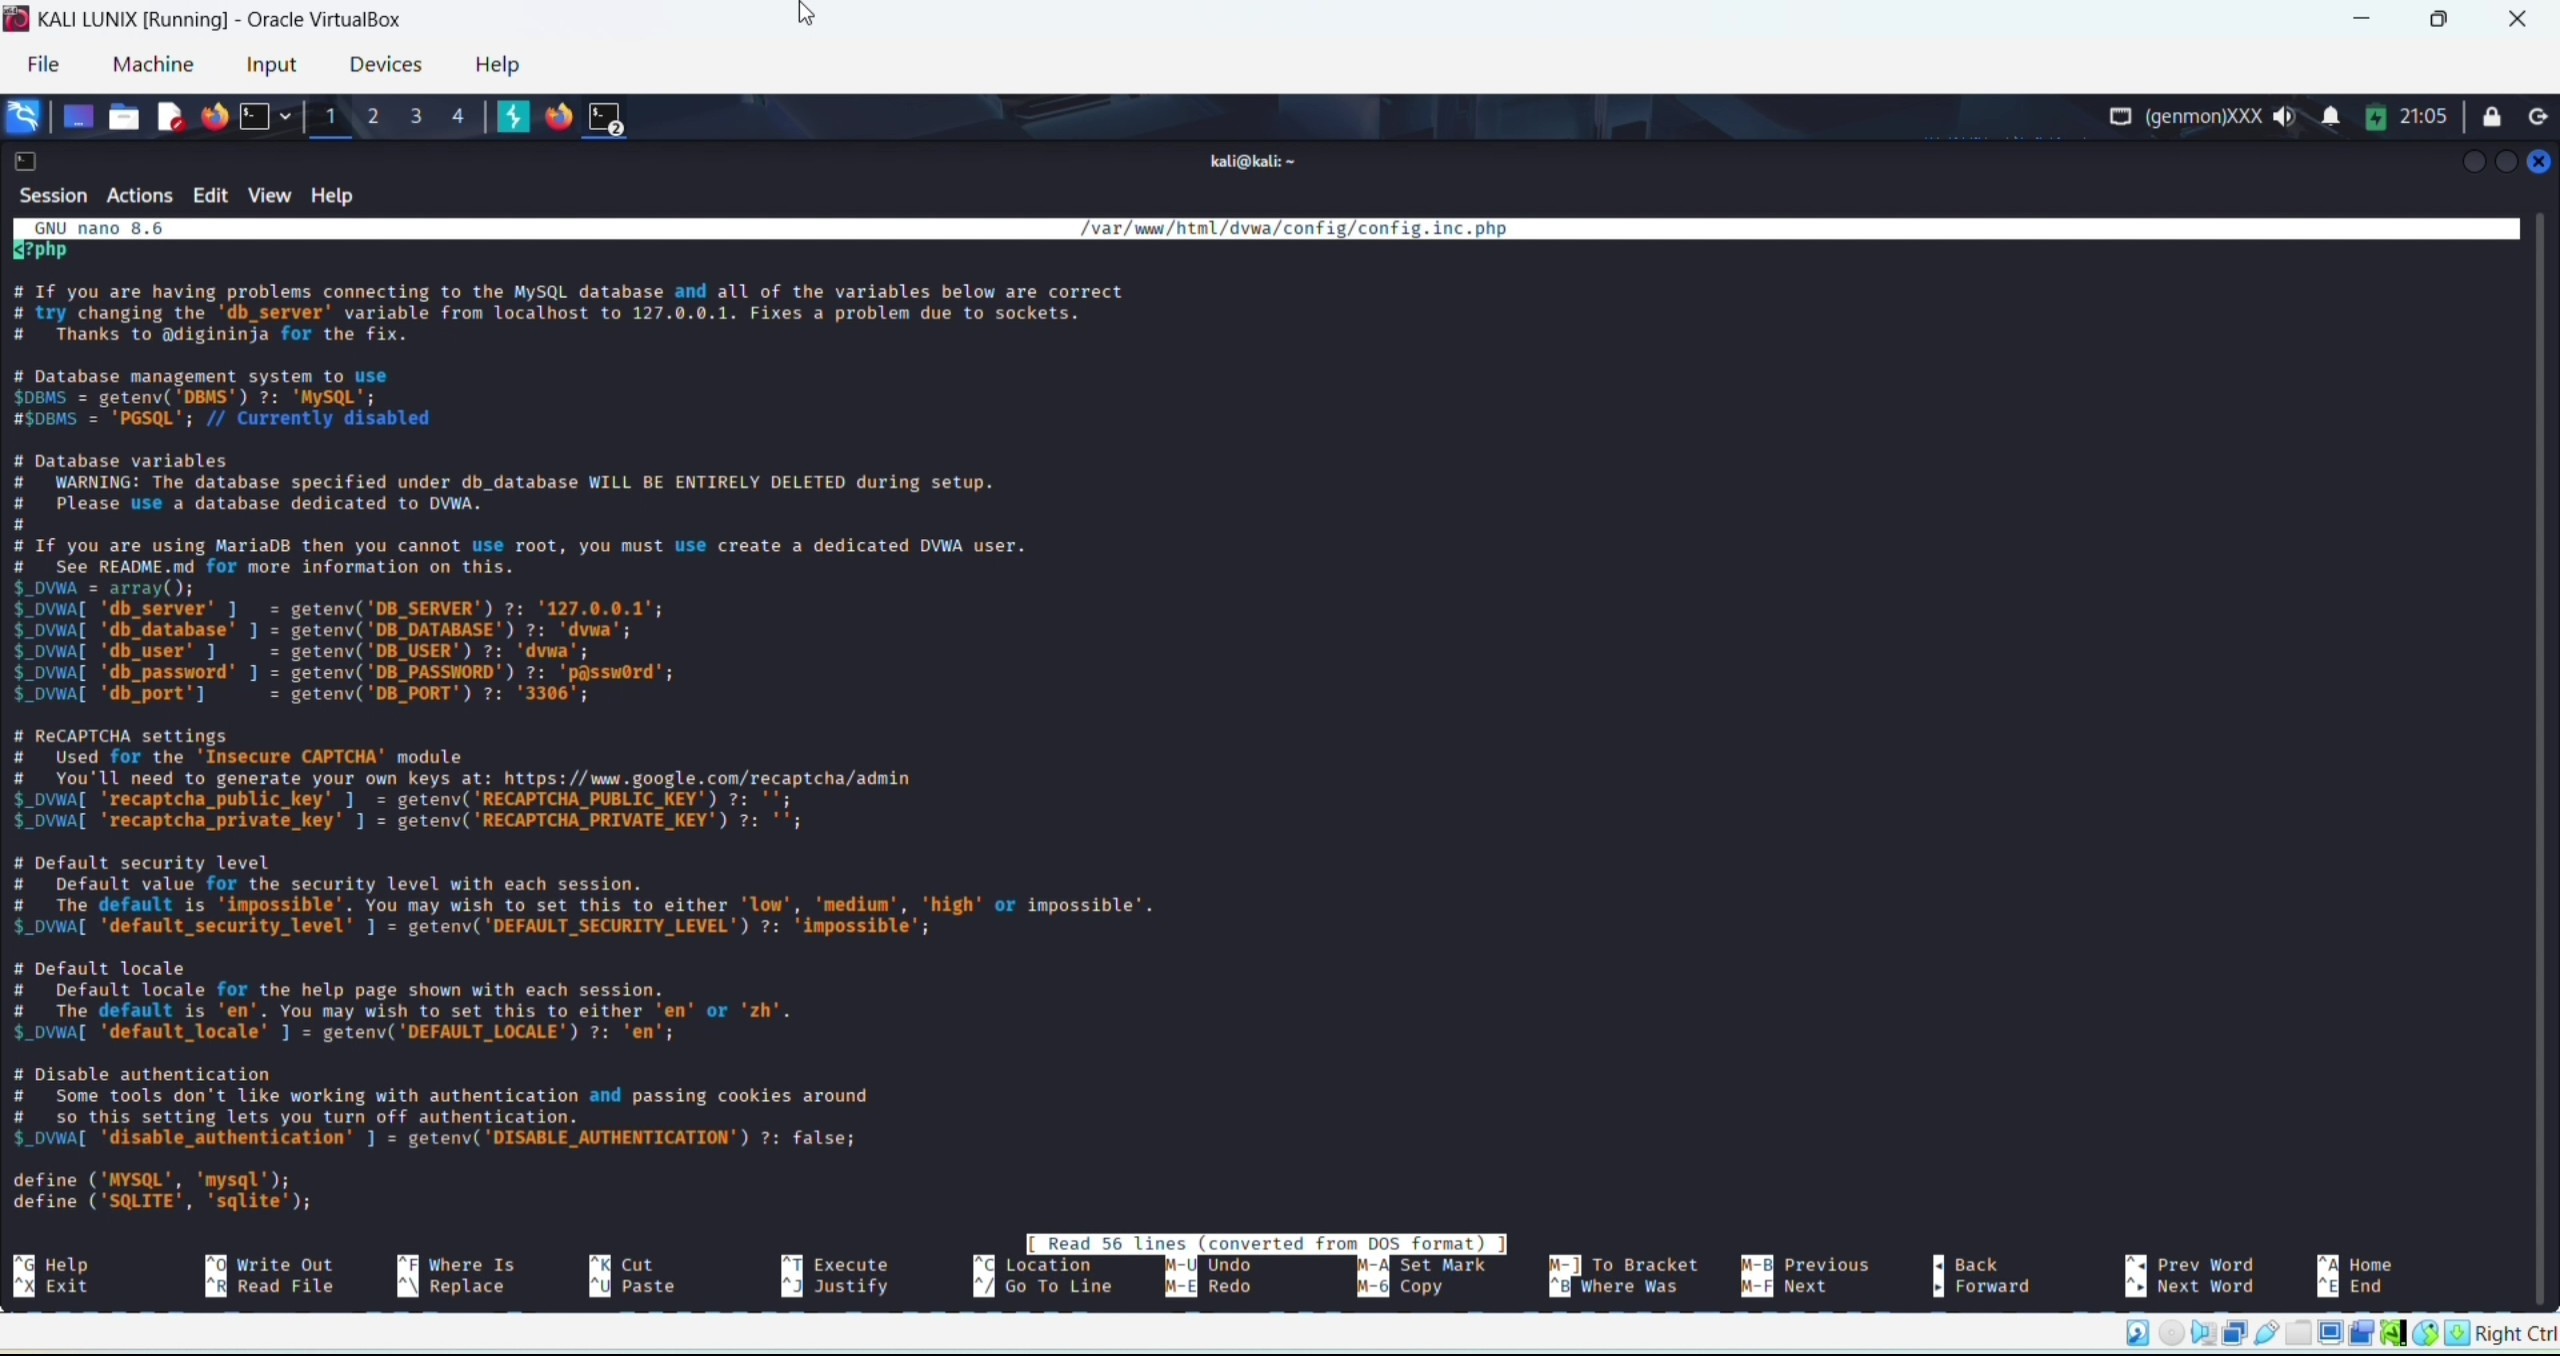 KALI LUNIX [Running] - Oracle VirtualBox
File Machine Input Devices Help
1 2 3 4 2 (genmon)XXX 21:05
kali@kali: ~
Session Actions Edit View Help
GNU nano 8.6 /var/www/html/dvwa/config/config.inc.php
<?php
# If you are having problems connecting to the MySQL database and all of the variables below are correct
# try changing the 'db_server' variable from localhost to 127.0.0.1. Fixes a problem due to sockets.
#   Thanks to @digininja for the fix.
# Database management system to use
$DBMS = getenv('DBMS') ?: 'MySQL';
#$DBMS = 'PGSQL'; // Currently disabled
# Database variables
#   WARNING: The database specified under db_database WILL BE ENTIRELY DELETED during setup.
#   Please use a database dedicated to DVWA.
#
# If you are using MariaDB then you cannot use root, you must use create a dedicated DVWA user.
#   See README.md for more information on this.
$_DVWA = array();
$_DVWA[ 'db_server' ]   = getenv('DB_SERVER') ?: '127.0.0.1';
$_DVWA[ 'db_database' ] = getenv('DB_DATABASE') ?: 'dvwa';
$_DVWA[ 'db_user' ]     = getenv('DB_USER') ?: 'dvwa';
$_DVWA[ 'db_password' ] = getenv('DB_PASSWORD') ?: 'p@ssw0rd';
$_DVWA[ 'db_port']      = getenv('DB_PORT') ?: '3306';
# ReCAPTCHA settings
#   Used for the 'Insecure CAPTCHA' module
#   You'll need to generate your own keys at: https://www.google.com/recaptcha/admin
$_DVWA[ 'recaptcha_public_key' ]  = getenv('RECAPTCHA_PUBLIC_KEY') ?: '';
$_DVWA[ 'recaptcha_private_key' ] = getenv('RECAPTCHA_PRIVATE_KEY') ?: '';
# Default security level
#   Default value for the security level with each session.
#   The default is 'impossible'. You may wish to set this to either 'low', 'medium', 'high' or impossible'.
$_DVWA[ 'default_security_level' ] = getenv('DEFAULT_SECURITY_LEVEL') ?: 'impossible';
# Default locale
#   Default locale for the help page shown with each session.
#   The default is 'en'. You may wish to set this to either 'en' or 'zh'.
$_DVWA[ 'default_locale' ] = getenv('DEFAULT_LOCALE') ?: 'en';
# Disable authentication
#   Some tools don't like working with authentication and passing cookies around
#   so this setting lets you turn off authentication.
$_DVWA[ 'disable_authentication' ] = getenv('DISABLE_AUTHENTICATION') ?: false;
define ('MYSQL', 'mysql');
define ('SQLITE', 'sqlite');
[ Read 56 lines (converted from DOS format) ]
^G Help ^O Write Out ^F Where Is ^K Cut ^T Execute ^C Location M-U Undo M-A Set Mark M-] To Bracket M-B Previous ◂ Back ^◂ Prev Word ^A Home
^X Exit ^R Read File ^\ Replace ^U Paste ^J Justify ^/ Go To Line M-E Redo M-6 Copy ^B Where Was M-F Next ▸ Forward ^▸ Next Word ^E End
Right Ctrl